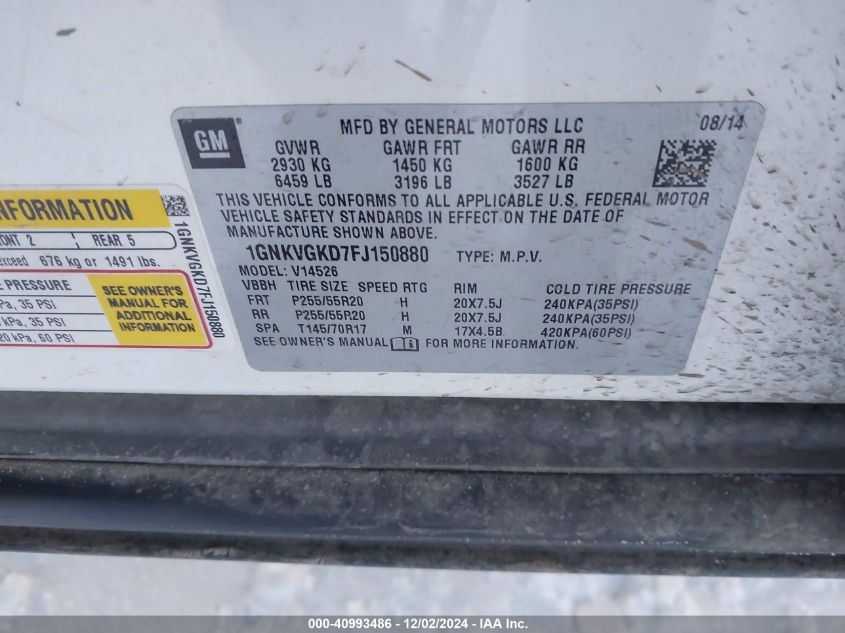 GM
MFD BY GENERAL MOTORS LLC
08/14
GVWR GAWR FRT GAWR RR
2930 KG 1450 KG 1600 KG
6459 LB 3196 LB 3527 LB
THIS VEHICLE CONFORMS TO ALL APPLICABLE U.S. FEDERAL MOTOR
VEHICLE SAFETY STANDARDS IN EFFECT ON THE DATE OF
MANUFACTURE SHOWN ABOVE.
1GNKVGKD7FJ150880 TYPE: M.P.V.
MODEL: V14526
VBBH TIRE SIZE SPEED RTG RIM COLD TIRE PRESSURE
FRT P255/55R20 H 20X7.5J 240KPA(35PSI)
RR P255/55R20 H 20X7.5J 240KPA(35PSI)
SPA T145/70R17 M 17X4.5B 420KPA(60PSI)
SEE OWNER'S MANUAL FOR MORE INFORMATION.
NFORMATION
ONT 2 REAR 5
exceed 676 kg or 1491 lbs.
E PRESSURE
Pa, 35 PSI
kPa, 35 PSI
20 kPa, 60 PSI
SEE OWNER'S
MANUAL FOR
ADDITIONAL
INFORMATION
1GNKVGKD7FJ150880
000-40993486 - 12/02/2024 - IAA Inc.